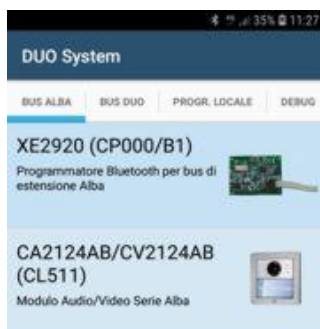 35% 11:27
DUO System
BUS ALBA BUS DUO PROGR. LOCALE DEBUG
XE2920 (CP000/B1)
Programmatore Bluetooth per bus di
estensione Alba
CA2124AB/CV2124AB
(CL511)
Modulo Audio/Video Serie Alba